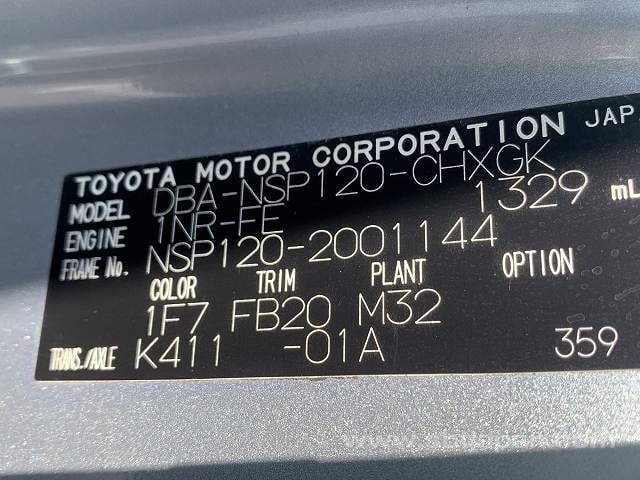 TOYOTA MOTOR CORPORATION JAP
MODEL DBA-NSP120-CHXGK
ENGINE 1NR-FE 1329 mL
FRAME No. NSP120-2001144
COLOR TRIM PLANT OPTION
1F7 FB20 M32
TRANS./AXLE K411 -01A 359